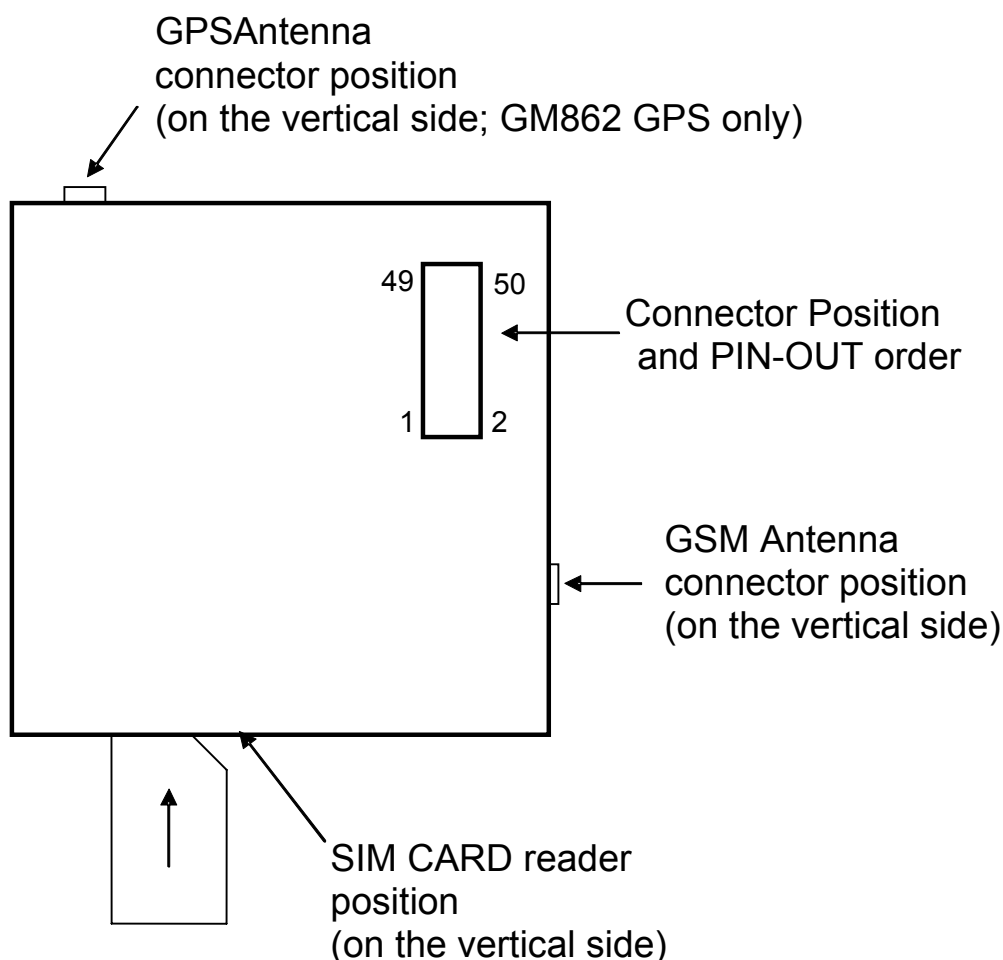 GPSAntenna
connector position
(on the vertical side; GM862 GPS only)
49
50
Connector Position
and PIN-OUT order
1
2
GSM Antenna
connector position
(on the vertical side)
SIM CARD reader
position
(on the vertical side)